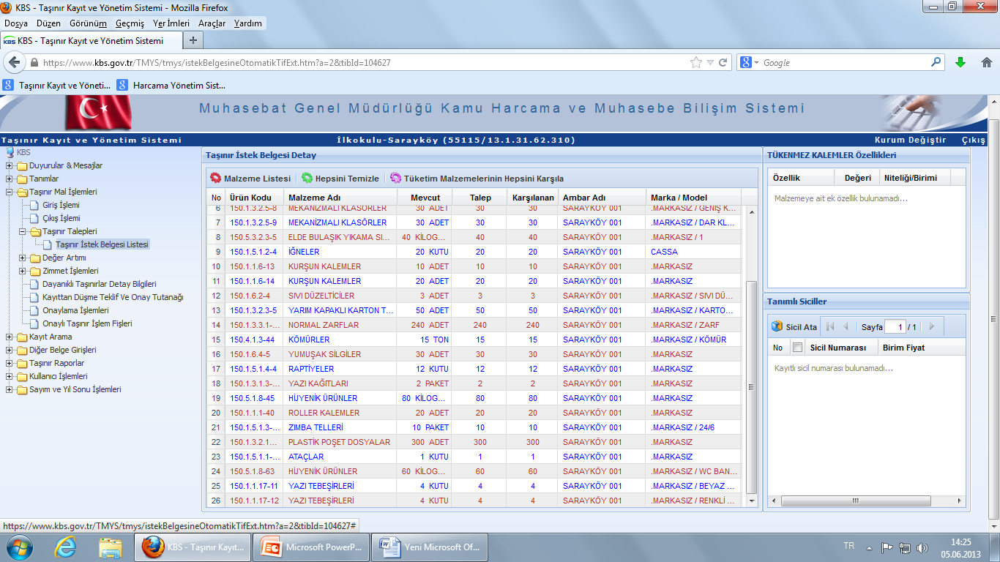 KBS - Taşınır Kayıt ve Yönetim Sistemi - Mozilla Firefox
Dosya Düzen Görünüm Geçmiş Yer İmleri Araçlar Yardım
KBS KBS - Taşınır Kayıt ve Yönetim Sistemi
https://www.kbs.gov.tr/TMYS/tmys/istekBelgesineOtomatikTifExt.htm?a=2&tibId=104627
Google
Taşınır Kayıt ve Yöneti... Harcama Yönetim Sist...
Muhasebat Genel Müdürlüğü Kamu Harcama ve Muhasebe Bilişim Sistemi
Taşınır Kayıt ve Yönetim Sistemi İlkokulu-Sarayköy (55115/13.1.31.62.310) Kurum Değiştir Çıkış
KBS
Duyurular & Mesajlar
Tanımlar
Taşınır Mal İşlemleri
Giriş İşlemi
Çıkış İşlemi
Taşınır Talepleri
Taşınır İstek Belgesi Listesi
Değer Artımı
Zimmet İşlemleri
Dayanıklı Taşınırlar Detay Bilgileri
Kayıttan Düşme Teklif Ve Onay Tutanağı
Onaylama İşlemleri
Onaylı Taşınır İşlem Fişleri
Kayıt Arama
Diğer Belge Girişleri
Taşınır Raporlar
Kullanıcı İşlemleri
Sayım ve Yıl Sonu İşlemleri
Taşınır İstek Belgesi Detay
Malzeme Listesi Hepsini Temizle Tüketim Malzemelerinin Hepsini Karşıla
No Ürün Kodu Malzeme Adı Mevcut Talep Karşılanan Ambar Adı Marka / Model
6 150.1.3.2.5-8 MEKANİZMALI KLASÖRLER 30 ADET 30 30 SARAYKÖY 001 .MARKASIZ / GENİŞ K...
7 150.1.3.2.5-9 MEKANİZMALI KLASÖRLER 30 ADET 30 30 SARAYKÖY 001 .MARKASIZ / DAR KL...
8 150.5.3.2.3-5 ELDE BULAŞIK YIKAMA SI... 40 KİLOG... 40 40 SARAYKÖY 001 .MARKASIZ / 1
9 150.1.5.1.2-4 İĞNELER 20 KUTU 20 20 SARAYKÖY 001 CASSA
10 150.1.1.6-13 KURŞUN KALEMLER 10 ADET 10 10 SARAYKÖY 001 .MARKASIZ
11 150.1.1.6-14 KURŞUN KALEMLER 20 ADET 20 20 SARAYKÖY 001 .MARKASIZ
12 150.1.6.2-4 SIVI DÜZELTİCİLER 3 ADET 3 3 SARAYKÖY 001 .MARKASIZ / SIVI DÜ...
13 150.1.3.2.3-5 YARIM KAPAKLI KARTON T... 50 ADET 50 50 SARAYKÖY 001 .MARKASIZ / KARTO...
14 150.1.3.3.1-... NORMAL ZARFLAR 240 ADET 240 240 SARAYKÖY 001 .MARKASIZ / ZARF
15 150.4.1.3-44 KÖMÜRLER 15 TON 15 15 SARAYKÖY 001 .MARKASIZ / KÖMÜR
16 150.1.6.4-5 YUMUŞAK SİLGİLER 30 ADET 30 30 SARAYKÖY 001 .MARKASIZ
17 150.1.5.1.4-4 RAPTİYELER 12 KUTU 12 12 SARAYKÖY 001 .MARKASIZ
18 150.1.3.1.3-... YAZI KAĞITLARI 2 PAKET 2 2 SARAYKÖY 001 .MARKASIZ
19 150.5.1.8-45 HİJYENİK ÜRÜNLER 80 KİLOG... 80 80 SARAYKÖY 001 .MARKASIZ
20 150.1.1.1-40 ROLLER KALEMLER 20 ADET 20 20 SARAYKÖY 001 .MARKASIZ
21 150.1.5.1.3-... ZIMBA TELLERİ 10 PAKET 10 10 SARAYKÖY 001 .MARKASIZ / 24/6
22 150.1.3.2.1... PLASTİK POŞET DOSYALAR 300 ADET 300 300 SARAYKÖY 001 .MARKASIZ
23 150.1.5.1.1-... ATAÇLAR 1 KUTU 1 1 SARAYKÖY 001 .MARKASIZ
24 150.5.1.8-63 HİJYENİK ÜRÜNLER 60 KİLOG... 60 60 SARAYKÖY 001 .MARKASIZ / WC BAN...
25 150.1.1.17-11 YAZI TEBEŞİRLERİ 4 KUTU 4 4 SARAYKÖY 001 .MARKASIZ / BEYAZ ...
26 150.1.1.17-12 YAZI TEBEŞİRLERİ 4 KUTU 4 4 SARAYKÖY 001 .MARKASIZ / RENKLİ ...
TÜKENMEZ KALEMLER Özellikleri
Özellik Değeri Niteliği/Birimi
Malzemeye ait ek özellik bulunamadı...
Tanımlı Siciller
Sicil Ata Sayfa 1 / 1
No Sicil Numarası Birim Fiyat
Kayıtlı sicil numarası bulunamadı...
https://www.kbs.gov.tr/TMYS/tmys/istekBelgesineOtomatikTifExt.htm?a=2&tibId=104627#
KBS - Taşınır Kayıt... Microsoft PowerP... Yeni Microsoft Of... TR 14:25
05.06.2013